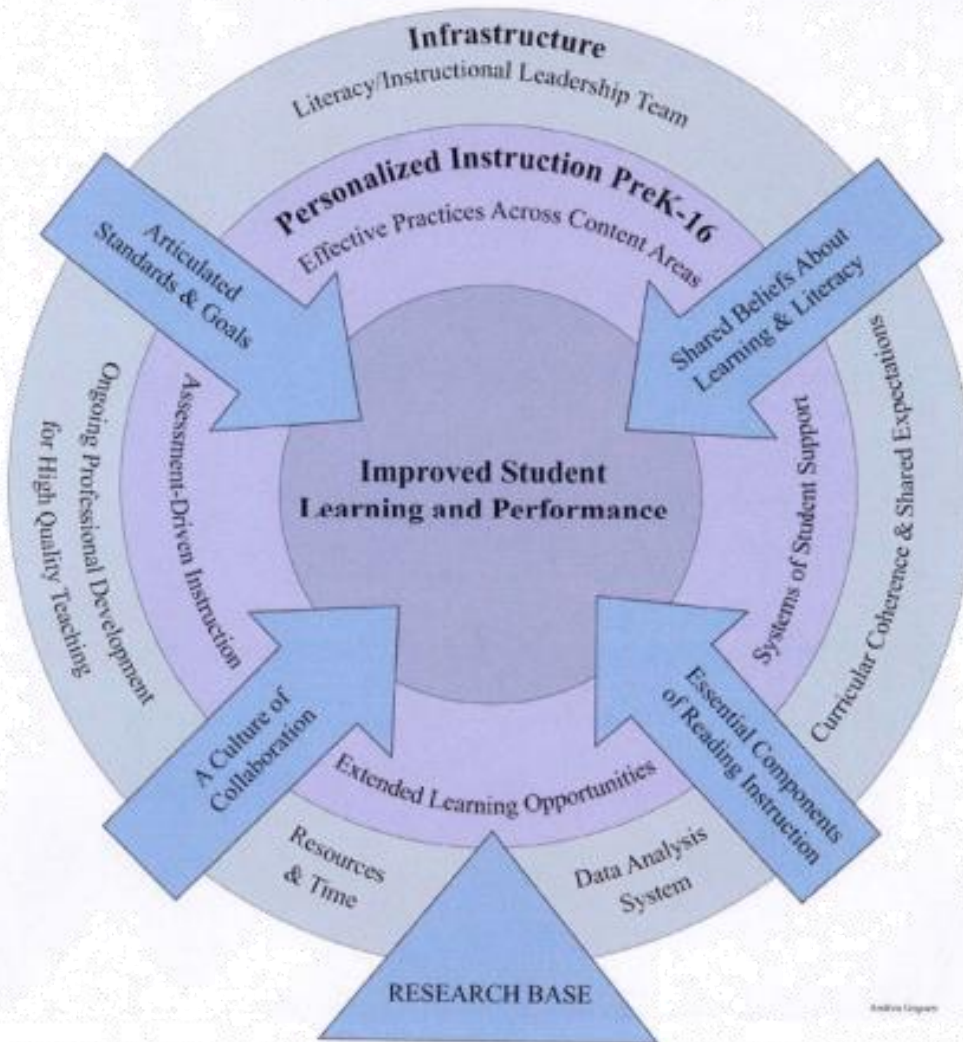 Infrastructure
Literacy/Instructional Leadership Team
Personalized Instruction PreK-16
Effective Practices Across Content Areas
Articulated
Standards & Goals
Shared Beliefs About
Learning & Literacy
Ongoing Professional Development
for High Quality Teaching
Assessment-Driven Instruction
Improved Student
Learning and Performance
Systems of Student Support
Curricular Coherence & Shared Expectations
A Culture of
Collaboration
Essential Components
of Reading Instruction
Extended Learning Opportunities
Resources
& Time
Data Analysis
System
RESEARCH BASE